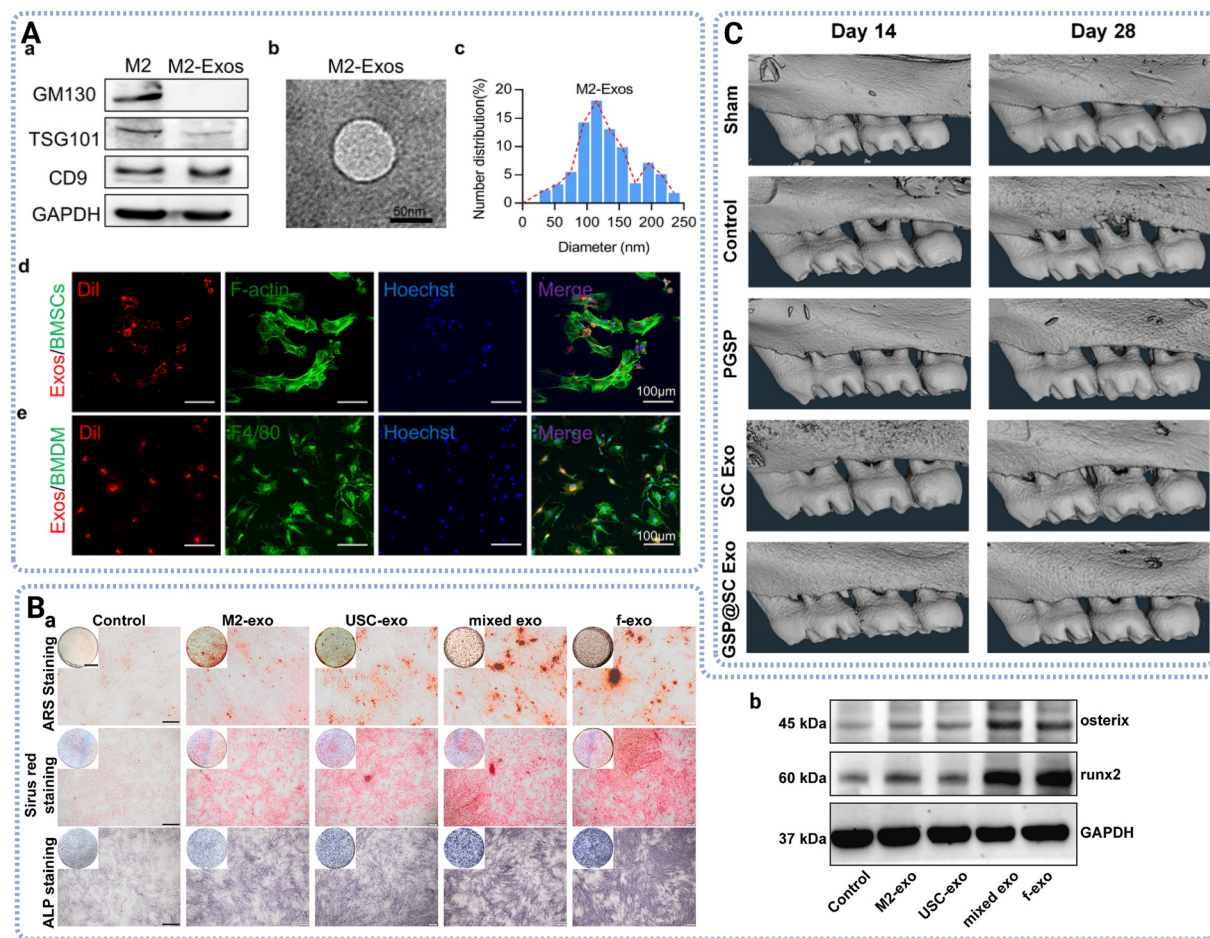 A
a
M2 M2-Exos
GM130
TSG101
CD9
GAPDH
b
M2-Exos
50nm
c
M2-Exos
Number distribution(%)
20
15
10
5
0
0 50 100 150 200 250
Diameter (nm)
d
Exos/BMSCs
Dil F-actin Hoechst Merge
100μm
e
Exos/BMDM
Dil F4/80 Hoechst Merge
100μm
B
a
Control M2-exo USC-exo mixed exo f-exo
ARS Staining
Sirus red
staining
ALP staining
C
Day 14 Day 28
Sham
Control
PGSP
SC Exo
GSP@SC Exo
b
45 kDa osterix
60 kDa runx2
37 kDa GAPDH
Control M2-exo USC-exo mixed exo f-exo